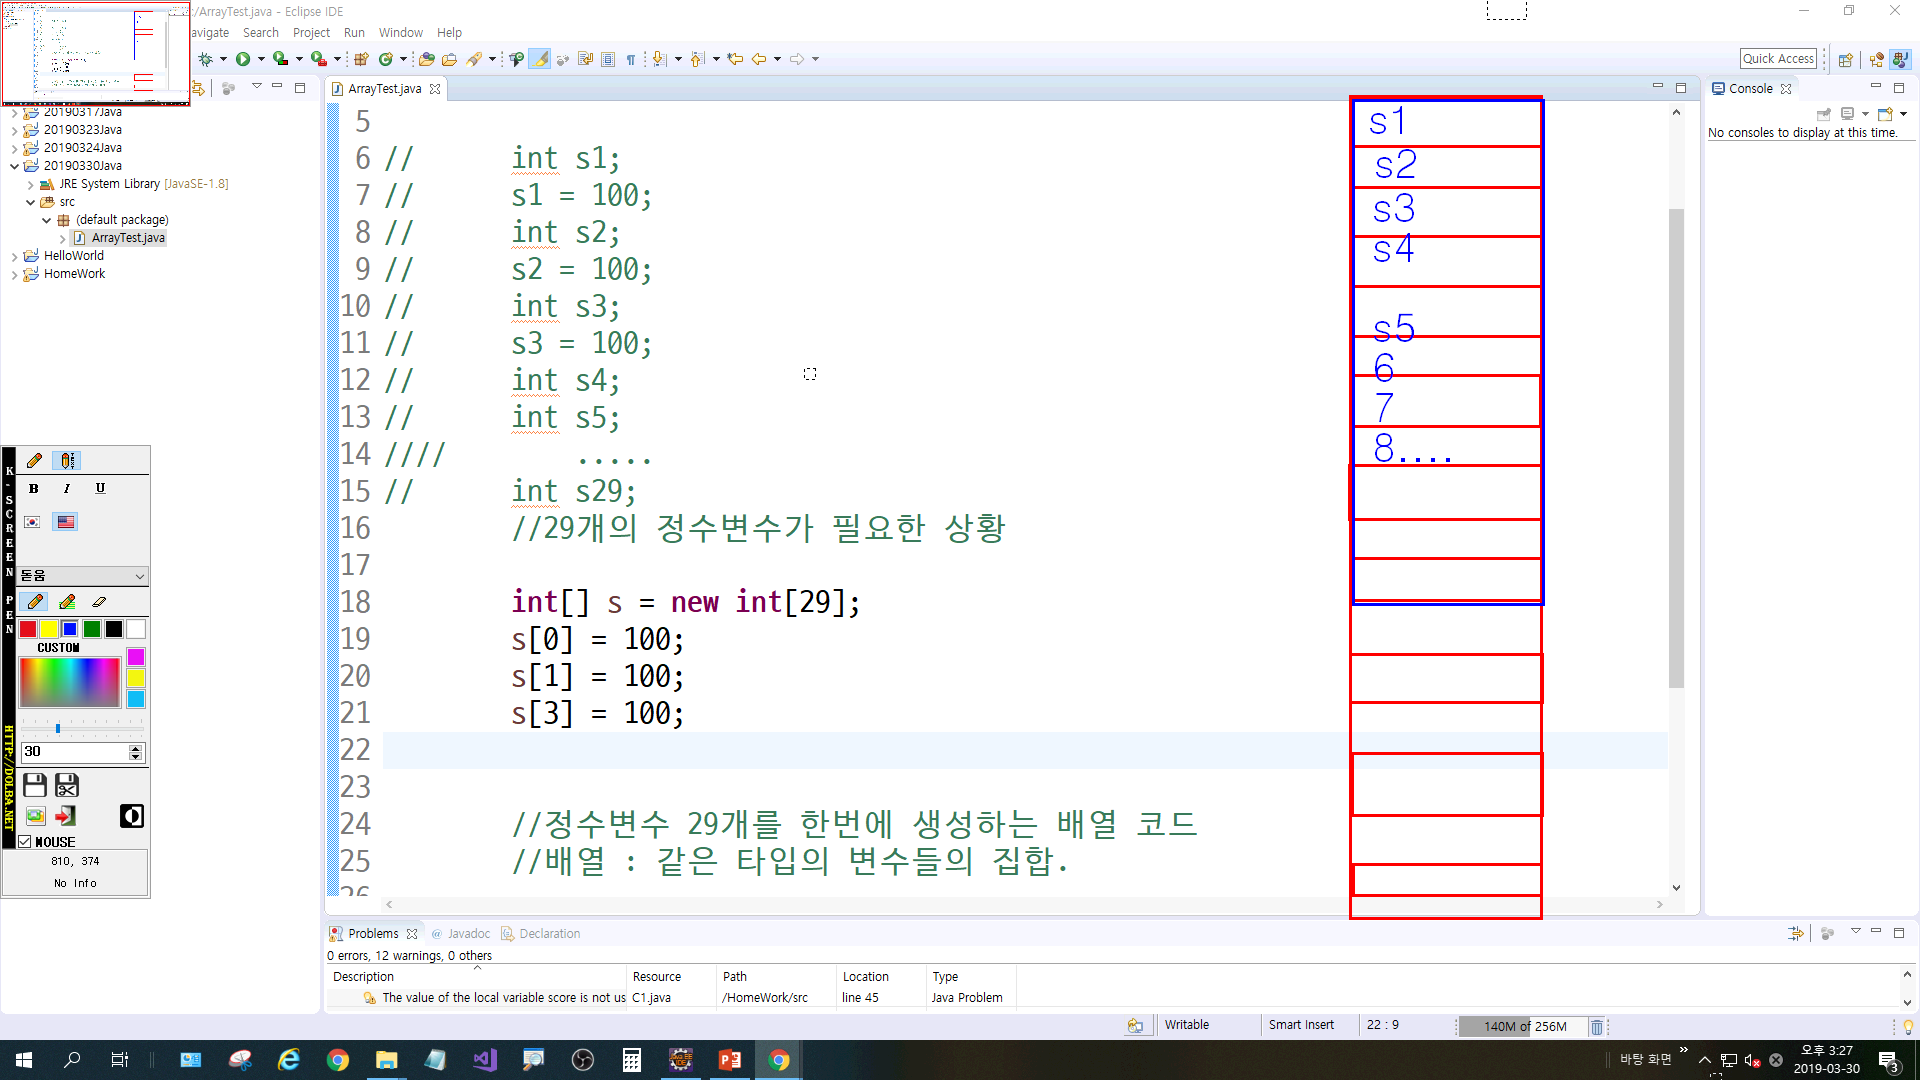 :/ArrayTest.java - Eclipse IDE
avigate Search Project Run Window Help
Quick Access
20190317Java
20190323Java
20190324Java
20190330Java
JRE System Library [JavaSE-1.8]
src
(default package)
ArrayTest.java
HelloWorld
HomeWork
ArrayTest.java
5
6 // int s1;
7 // s1 = 100;
8 // int s2;
9 // s2 = 100;
10 // int s3;
11 // s3 = 100;
12 // int s4;
13 // int s5;
14 //// .....
15 // int s29;
16 //29개의 정수변수가 필요한 상황
17
18 int[] s = new int[29];
19 s[0] = 100;
20 s[1] = 100;
21 s[3] = 100;
22
23
24 //정수변수 29개를 한번에 생성하는 배열 코드
25 //배열 : 같은 타입의 변수들의 집합.
26
s1
s2
s3
s4
s5
6
7
8....
Console
No consoles to display at this time.
K-SCREEN PEN
HTTP://DOLBA.NET
B I U
돋움
CUSTOM
30
MOUSE
810, 374
No Info
Problems @ Javadoc Declaration
0 errors, 12 warnings, 0 others
Description Resource Path Location Type
The value of the local variable score is not us C1.java /HomeWork/src line 45 Java Problem
Writable Smart Insert 22 : 9 140M of 256M
바탕 화면
오후 3:27
2019-03-30
3